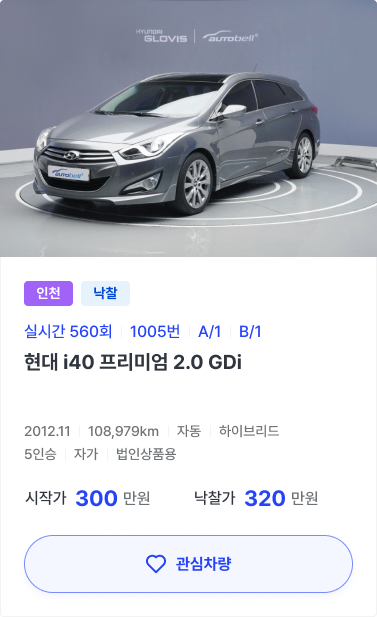 HYUNDAI
GLOVIS autobell
autobell
인천 낙찰
실시간 560회 1005번 A/1 B/1
현대 i40 프리미엄 2.0 GDi
2012.11 108,979km 자동 하이브리드
5인승 자가 법인상품용
시작가 300 만원 낙찰가 320 만원
관심차량